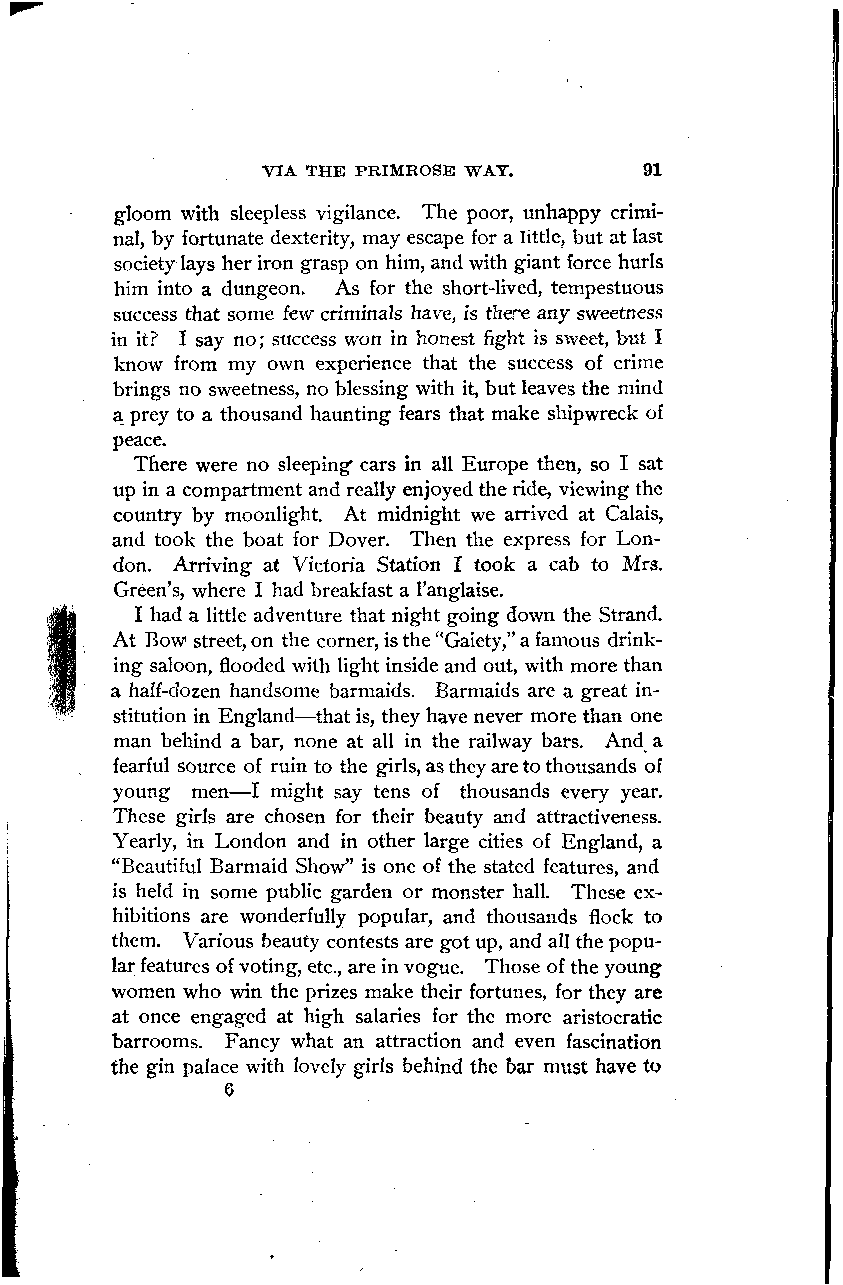 VIA THE PRIMROSE WAY. 91
gloom with sleepless vigilance. The poor, unhappy crimi-
nal, by fortunate dexterity, may escape for a little, but at last
society lays her iron grasp on him, and with giant force hurls
him into a dungeon. As for the short-lived, tempestuous
success that some few criminals have, is there any sweetness
in it? I say no; success won in honest fight is sweet, but I
know from my own experience that the success of crime
brings no sweetness, no blessing with it, but leaves the mind
a prey to a thousand haunting fears that make shipwreck of
peace.
There were no sleeping cars in all Europe then, so I sat
up in a compartment and really enjoyed the ride, viewing the
country by moonlight. At midnight we arrived at Calais,
and took the boat for Dover. Then the express for Lon-
don. Arriving at Victoria Station I took a cab to Mrs.
Green's, where I had breakfast a l'anglaise.
I had a little adventure that night going down the Strand.
At Bow street, on the corner, is the "Gaiety," a famous drink-
ing saloon, flooded with light inside and out, with more than
a half-dozen handsome barmaids. Barmaids are a great in-
stitution in England—that is, they have never more than one
man behind a bar, none at all in the railway bars. And a
fearful source of ruin to the girls, as they are to thousands of
young men—I might say tens of thousands every year.
These girls are chosen for their beauty and attractiveness.
Yearly, in London and in other large cities of England, a
"Beautiful Barmaid Show" is one of the stated features, and
is held in some public garden or monster hall. These ex-
hibitions are wonderfully popular, and thousands flock to
them. Various beauty contests are got up, and all the popu-
lar features of voting, etc., are in vogue. Those of the young
women who win the prizes make their fortunes, for they are
at once engaged at high salaries for the more aristocratic
barrooms. Fancy what an attraction and even fascination
the gin palace with lovely girls behind the bar must have to
6